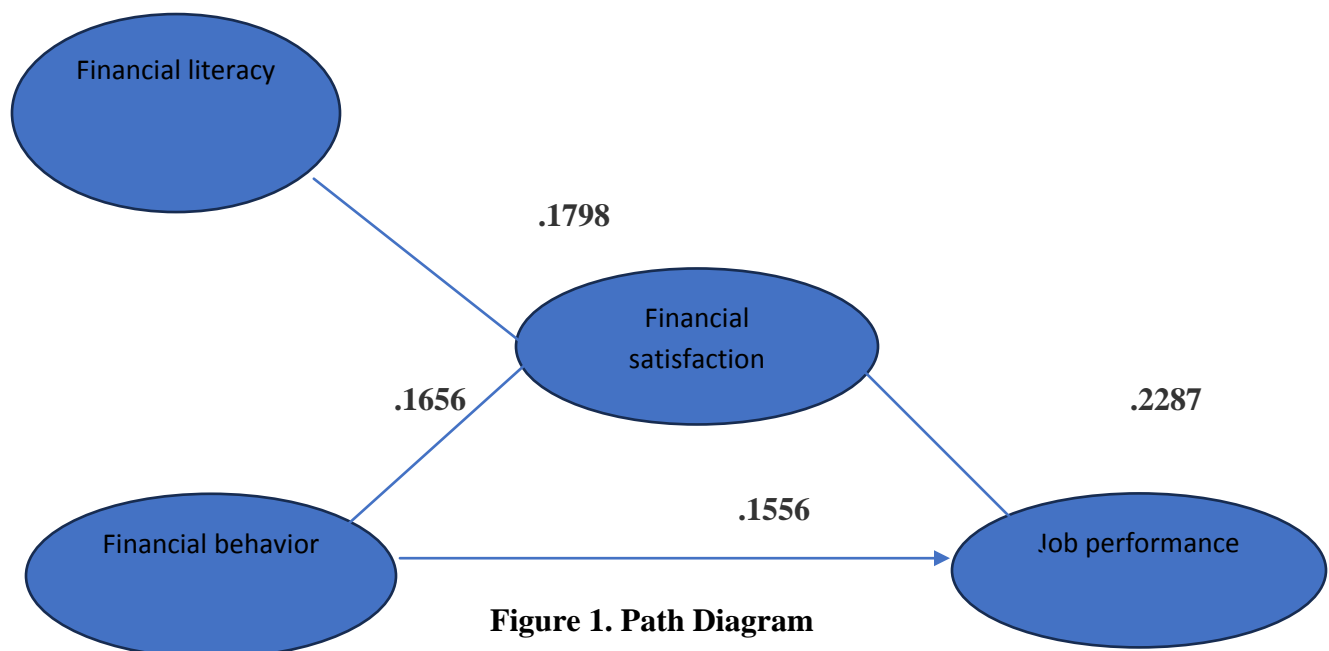 Financial literacy
.1798
Financial
satisfaction
.1656
.2287
.1556
Financial behavior
Job performance
Figure 1. Path Diagram